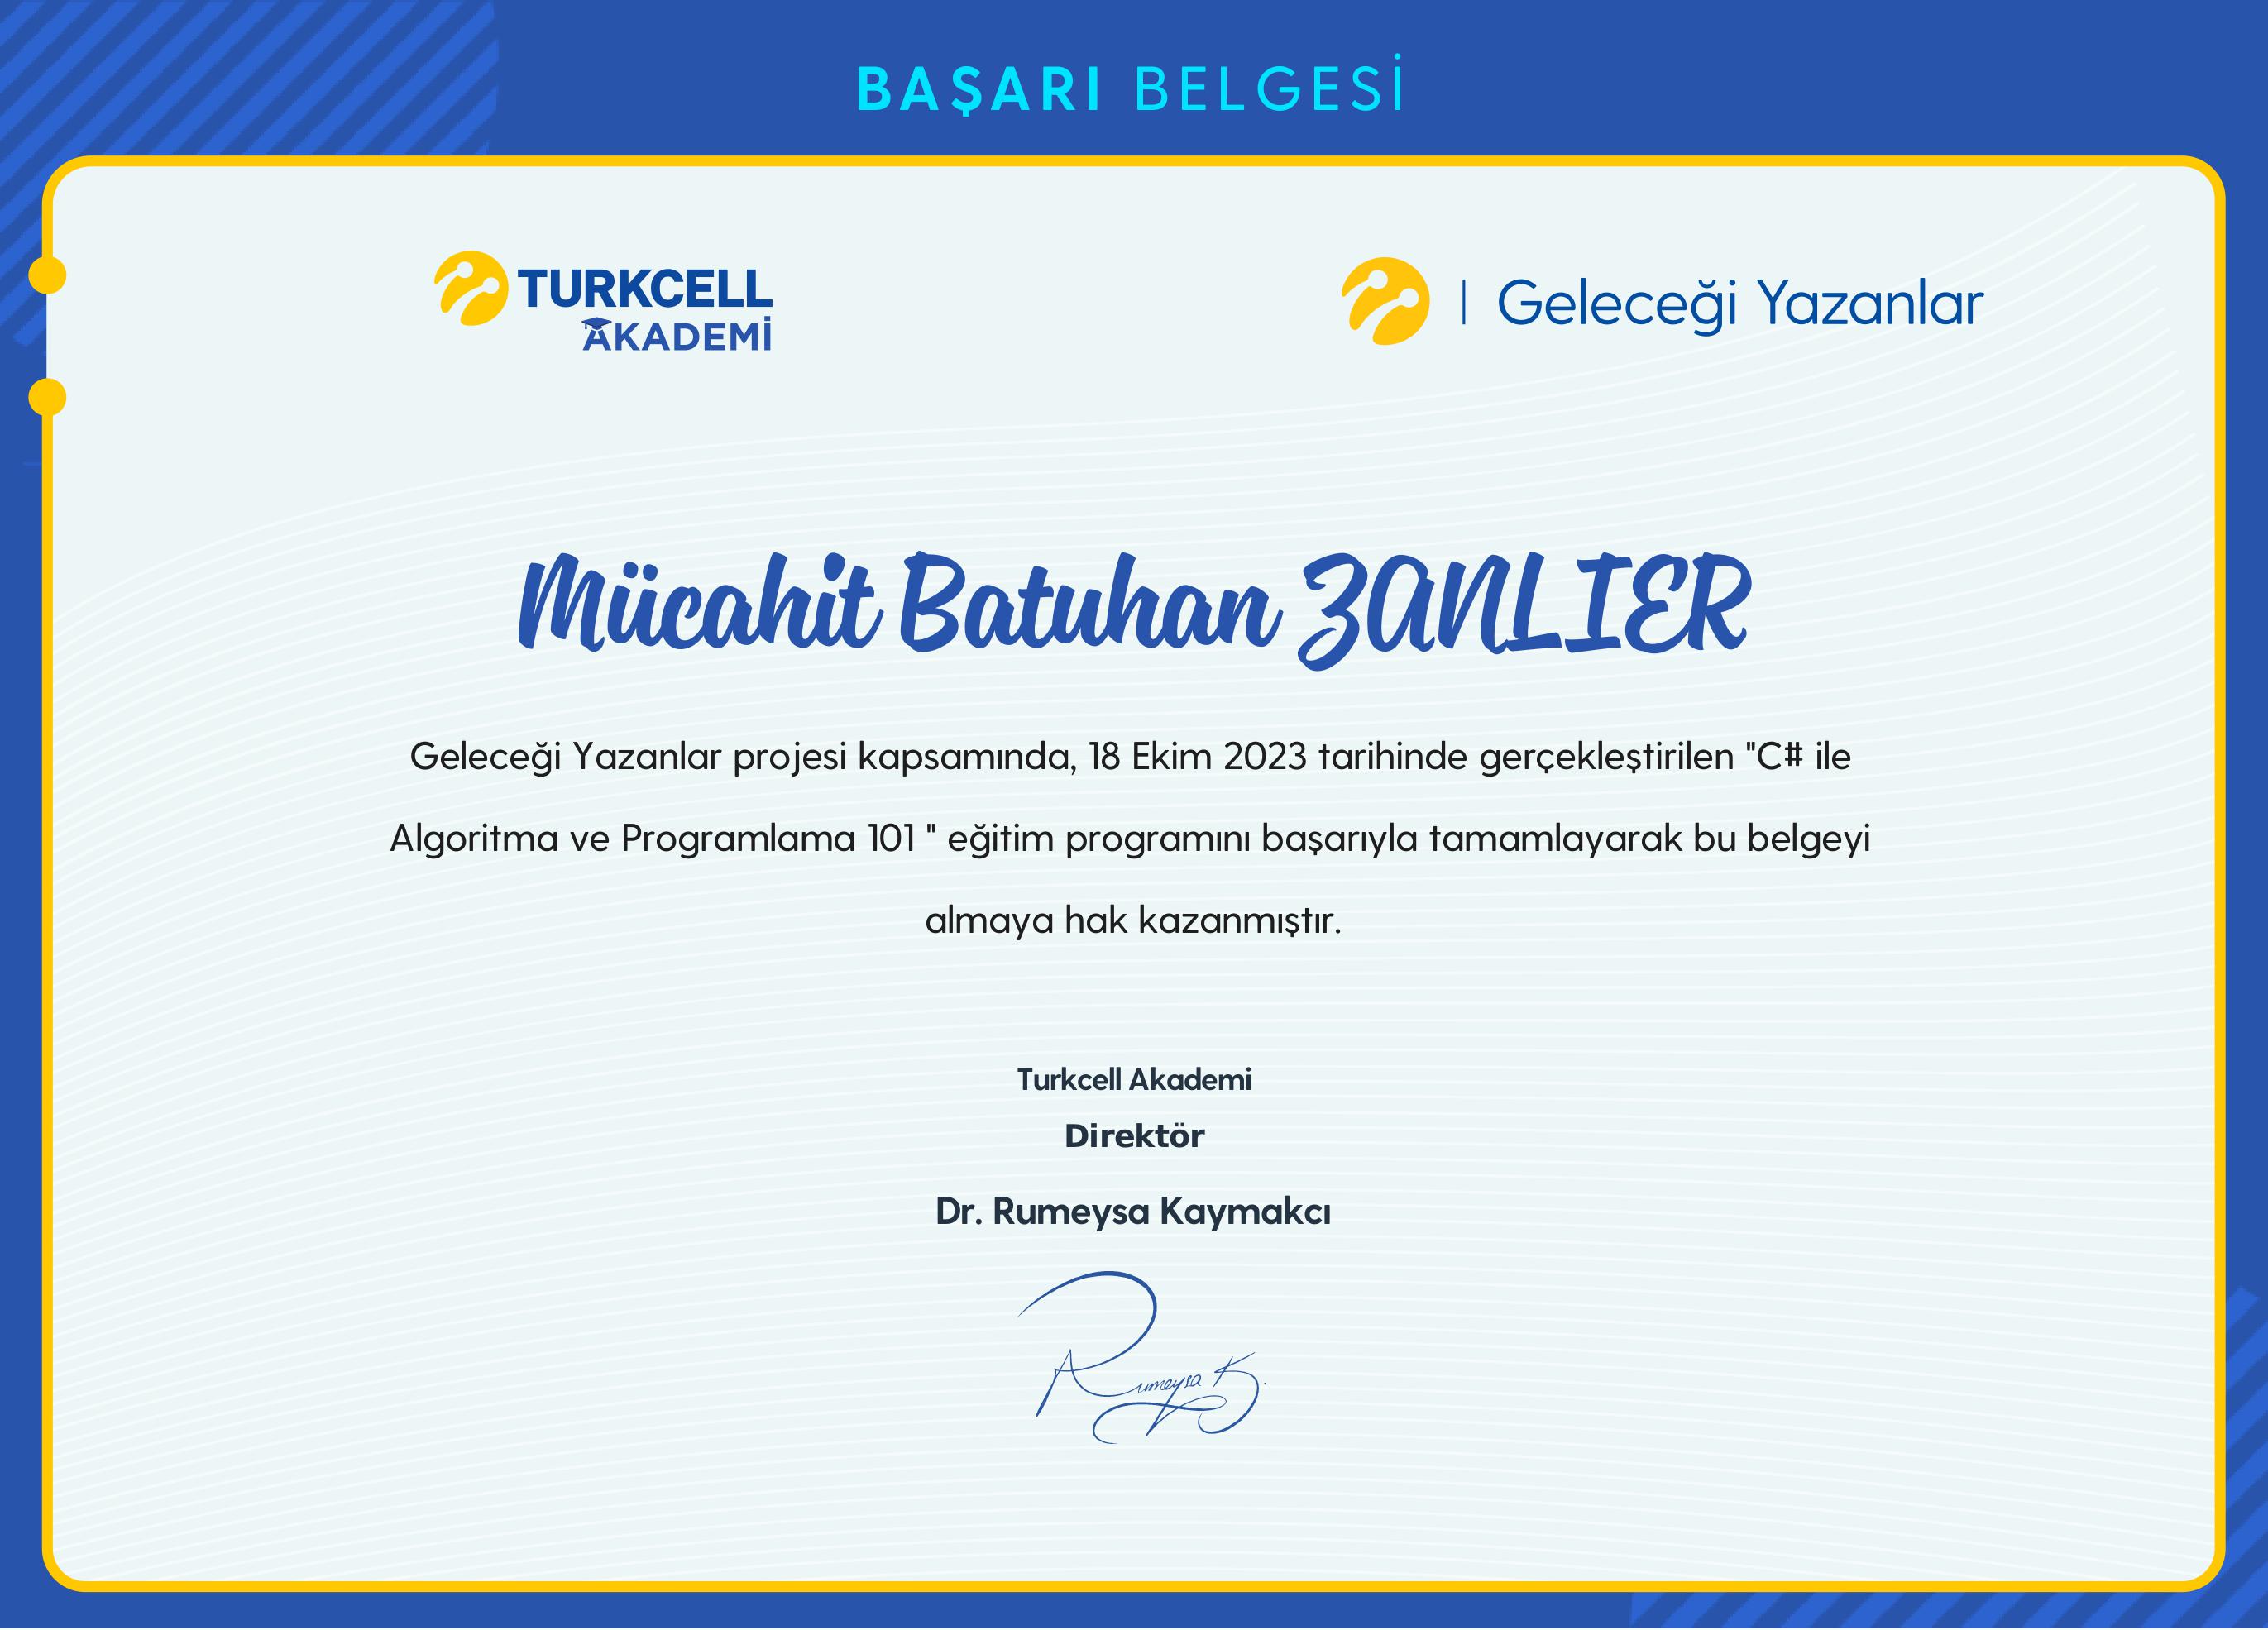 BAŞARI BELGESİ
TURKCELL
AKADEMİ
Geleceği Yazanlar
Mücahit Batuhan ZANLIER
Geleceği Yazanlar projesi kapsamında, 18 Ekim 2023 tarihinde gerçekleştirilen "C# ile
Algoritma ve Programlama 101 " eğitim programını başarıyla tamamlayarak bu belgeyi
almaya hak kazanmıştır.
Turkcell Akademi
Direktör
Dr. Rumeysa Kaymakcı
Rumeysa K.